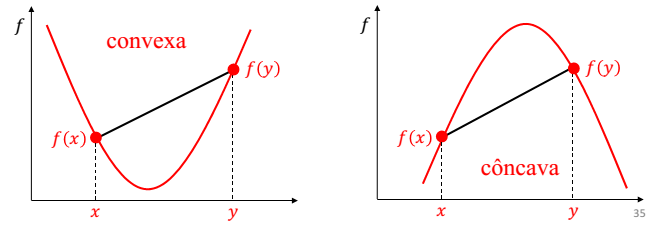 f
convexa
f(y)
f(x)
x
y
f
f(y)
f(x)
côncava
x
y
35